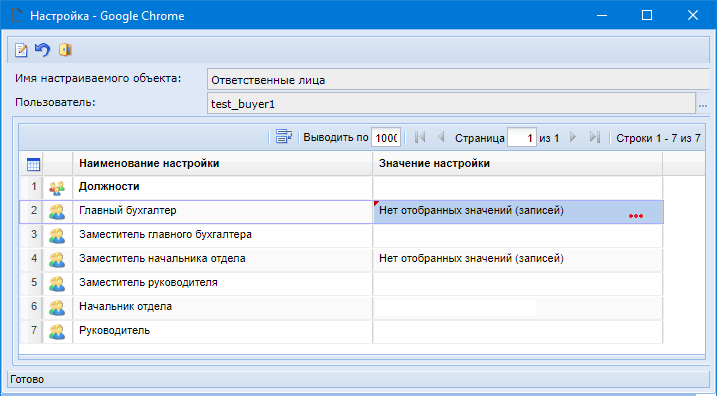 Настройка - Google Chrome
Имя настраиваемого объекта: Ответственные лица
Пользователь: test_buyer1 ...
Выводить по 1000 Страница 1 из 1 Строки 1 - 7 из 7
Наименование настройки Значение настройки
1 Должности
2 Главный бухгалтер Нет отобранных значений (записей) ...
3 Заместитель главного бухгалтера
4 Заместитель начальника отдела Нет отобранных значений (записей)
5 Заместитель руководителя
6 Начальник отдела
7 Руководитель
Готово